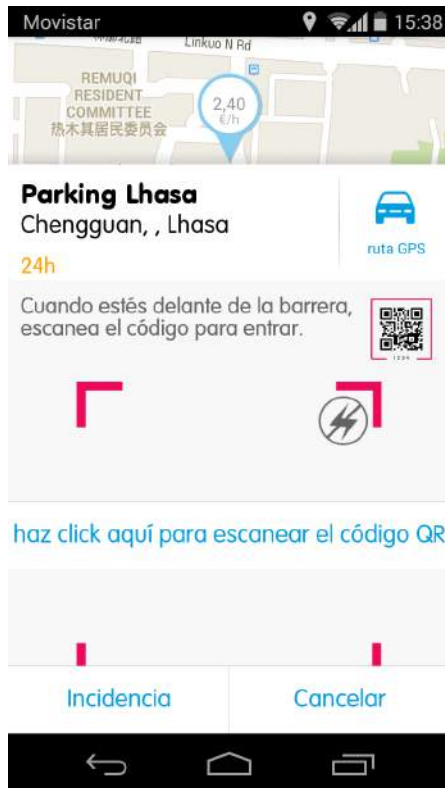 Movistar 15:38
Linkuo N Rd
REMUQI
RESIDENT
COMMITTEE
热木其居民委员会
2,40
€/h
Parking Lhasa
Chengguan, , Lhasa
24h
ruta GPS
Cuando estés delante de la barrera,
escanea el código para entrar.
1234
haz click aquí para escanear el código QR
Incidencia Cancelar